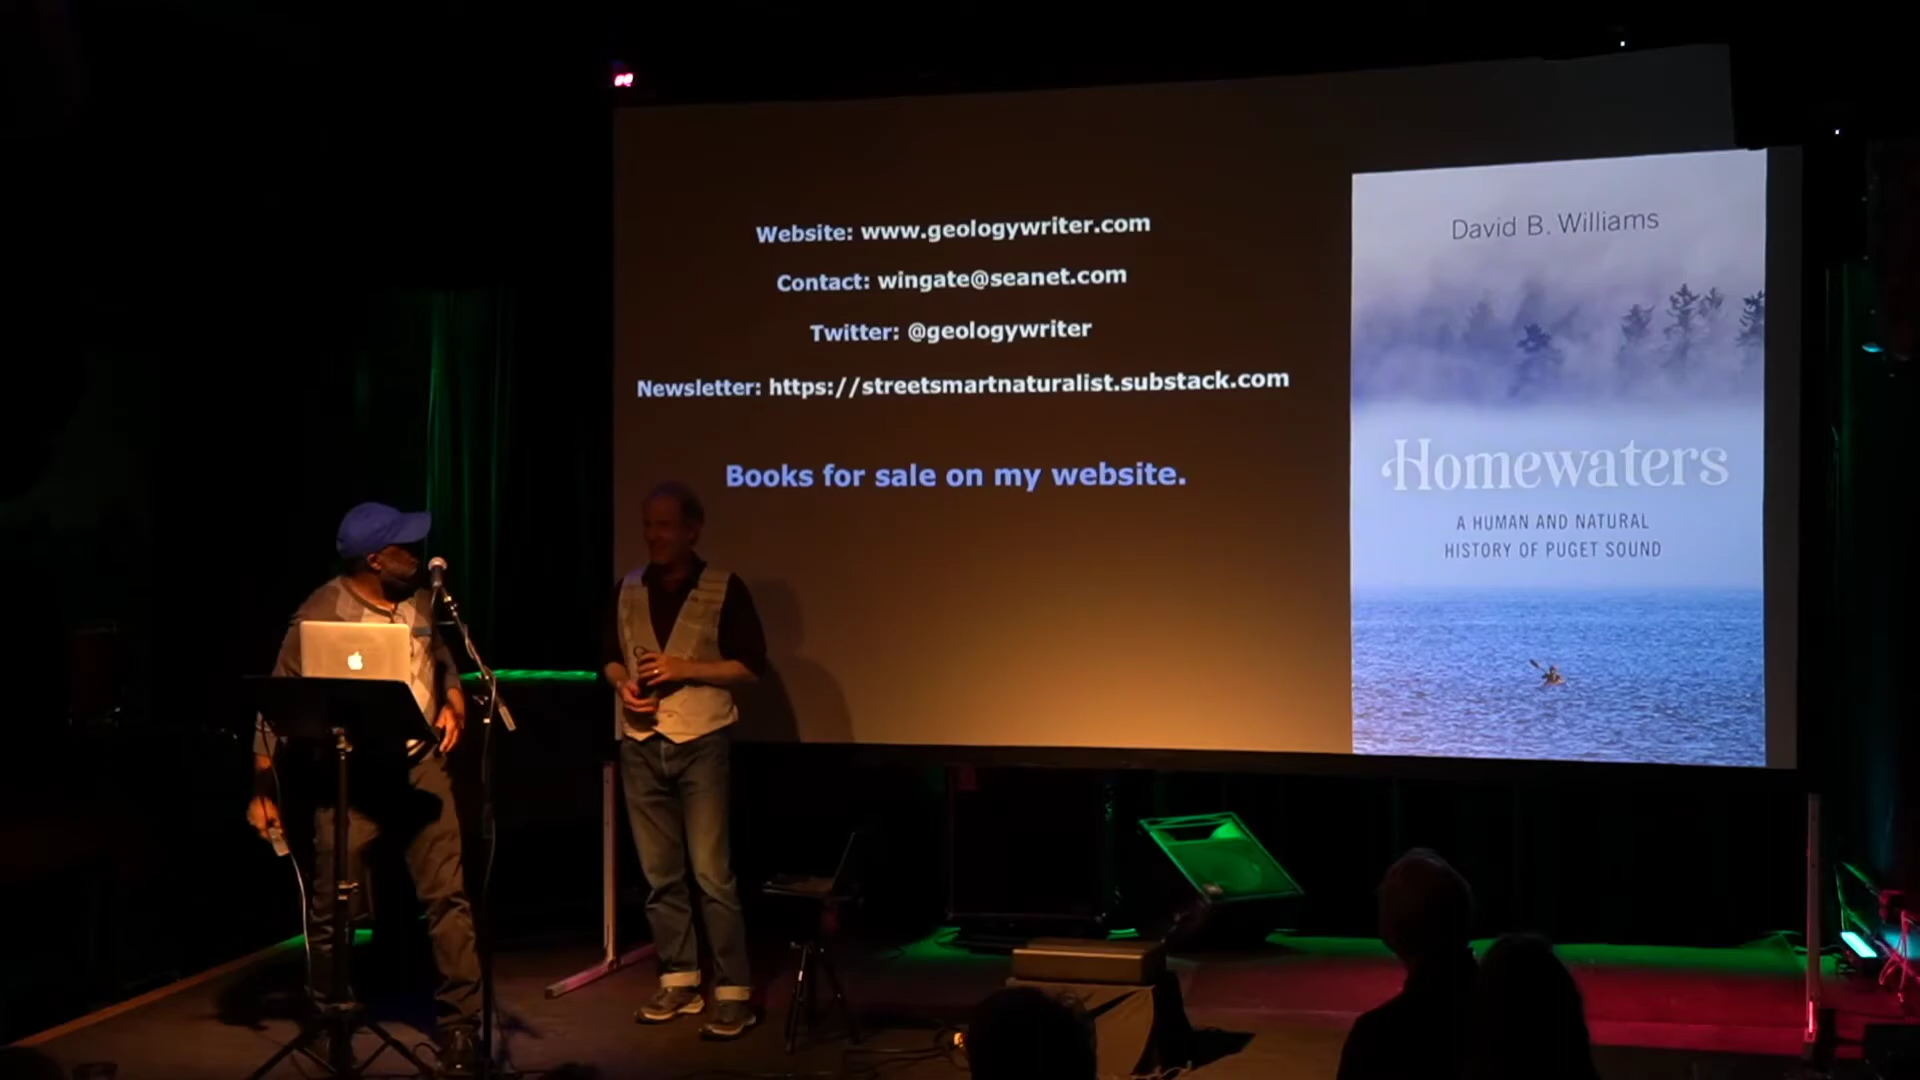 Website: www.geologywriter.com
Contact: wingate@seanet.com
Twitter: @geologywriter
Newsletter: https://streetsmartnaturalist.substack.com
Books for sale on my website.
David B. Williams
Homewaters
A HUMAN AND NATURAL
HISTORY OF PUGET SOUND